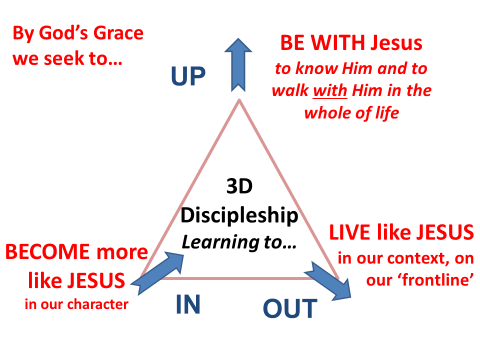 By God’s Grace
we seek to…
UP
BE WITH Jesus
to know Him and to
walk with Him in the
whole of life
3D
Discipleship
Learning to…
BECOME more
like JESUS
in our character
LIVE like JESUS
in our context, on
our ‘frontline’
IN
OUT